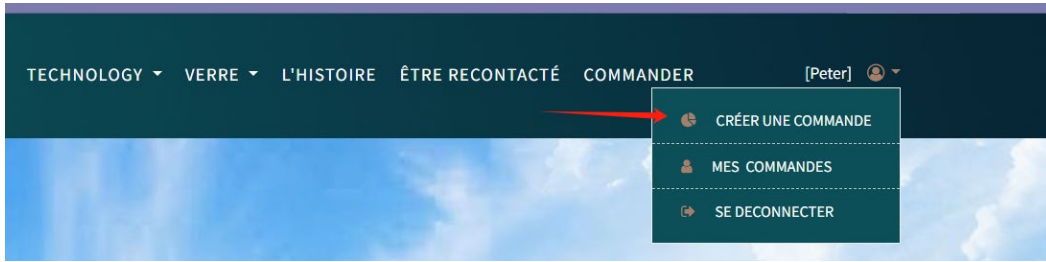 TECHNOLOGY VERRE L'HISTOIRE ÊTRE RECONTACTÉ COMMANDER [Peter]
CRÉER UNE COMMANDE
MES COMMANDES
SE DECONNECTER